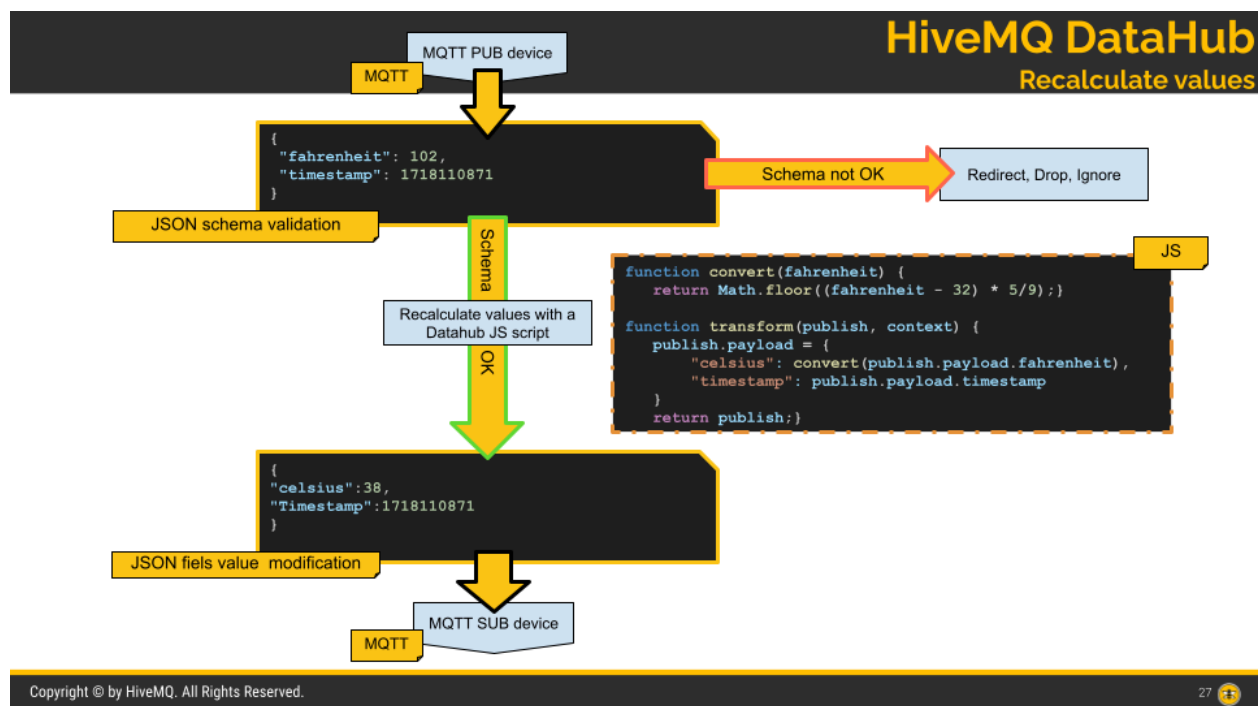 HiveMQ DataHub
Recalculate values
MQTT PUB device
MQTT
{
"fahrenheit": 102,
"timestamp": 1718110871
}
JSON schema validation
Schema not OK
Redirect, Drop, Ignore
Schema
OK
Recalculate values with a
Datahub JS script
JS
function convert(fahrenheit) {
return Math.floor((fahrenheit - 32) * 5/9);}
function transform(publish, context) {
publish.payload = {
"celsius": convert(publish.payload.fahrenheit),
"timestamp": publish.payload.timestamp
}
return publish;}
{
"celsius":38,
"Timestamp":1718110871
}
JSON fiels value modification
MQTT SUB device
MQTT
Copyright © by HiveMQ. All Rights Reserved.
27